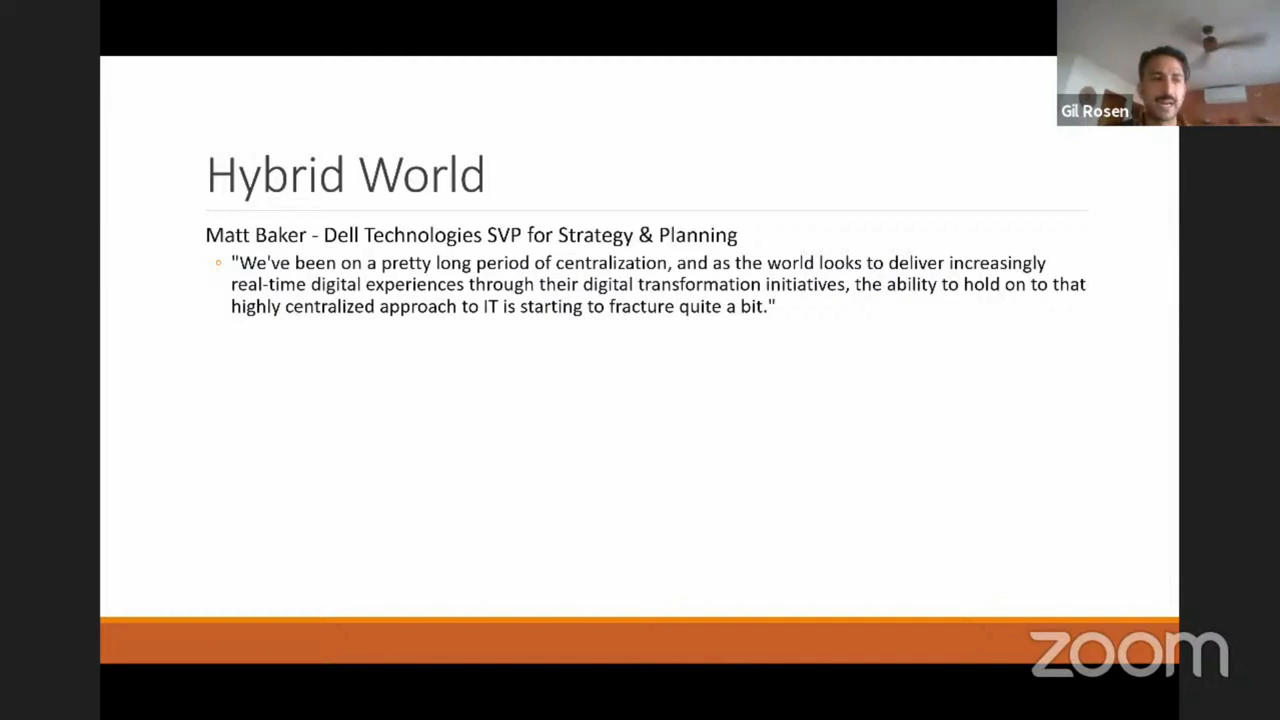 Gil Rosen
Hybrid World
Matt Baker - Dell Technologies SVP for Strategy & Planning
"We've been on a pretty long period of centralization, and as the world looks to deliver increasingly
real-time digital experiences through their digital transformation initiatives, the ability to hold on to that
highly centralized approach to IT is starting to fracture quite a bit."
zoom